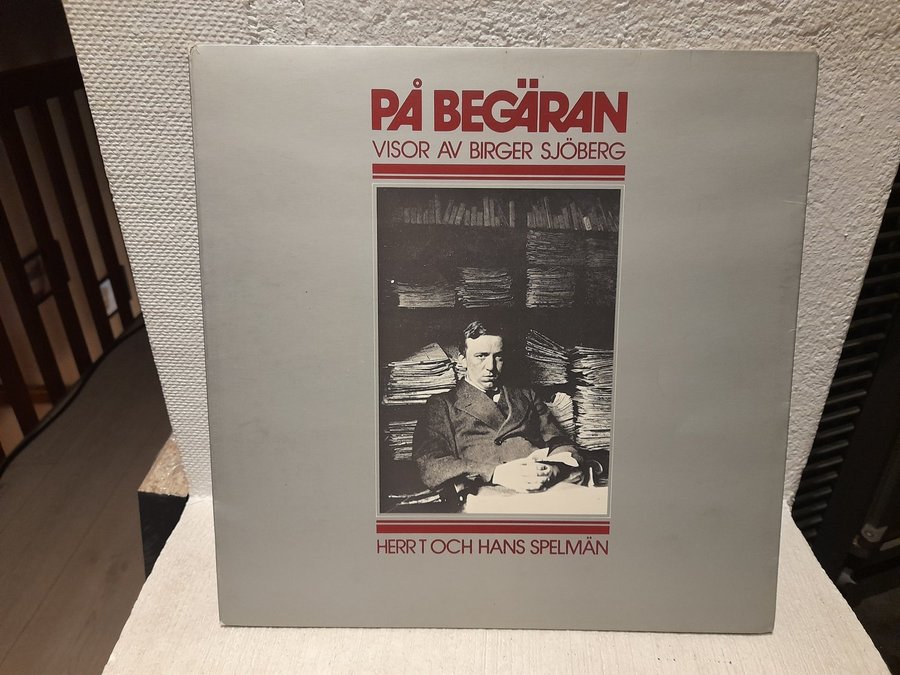 PÅ BEGÄRAN
VISOR AV BIRGER SJÖBERG
HERR T OCH HANS SPELMÄN